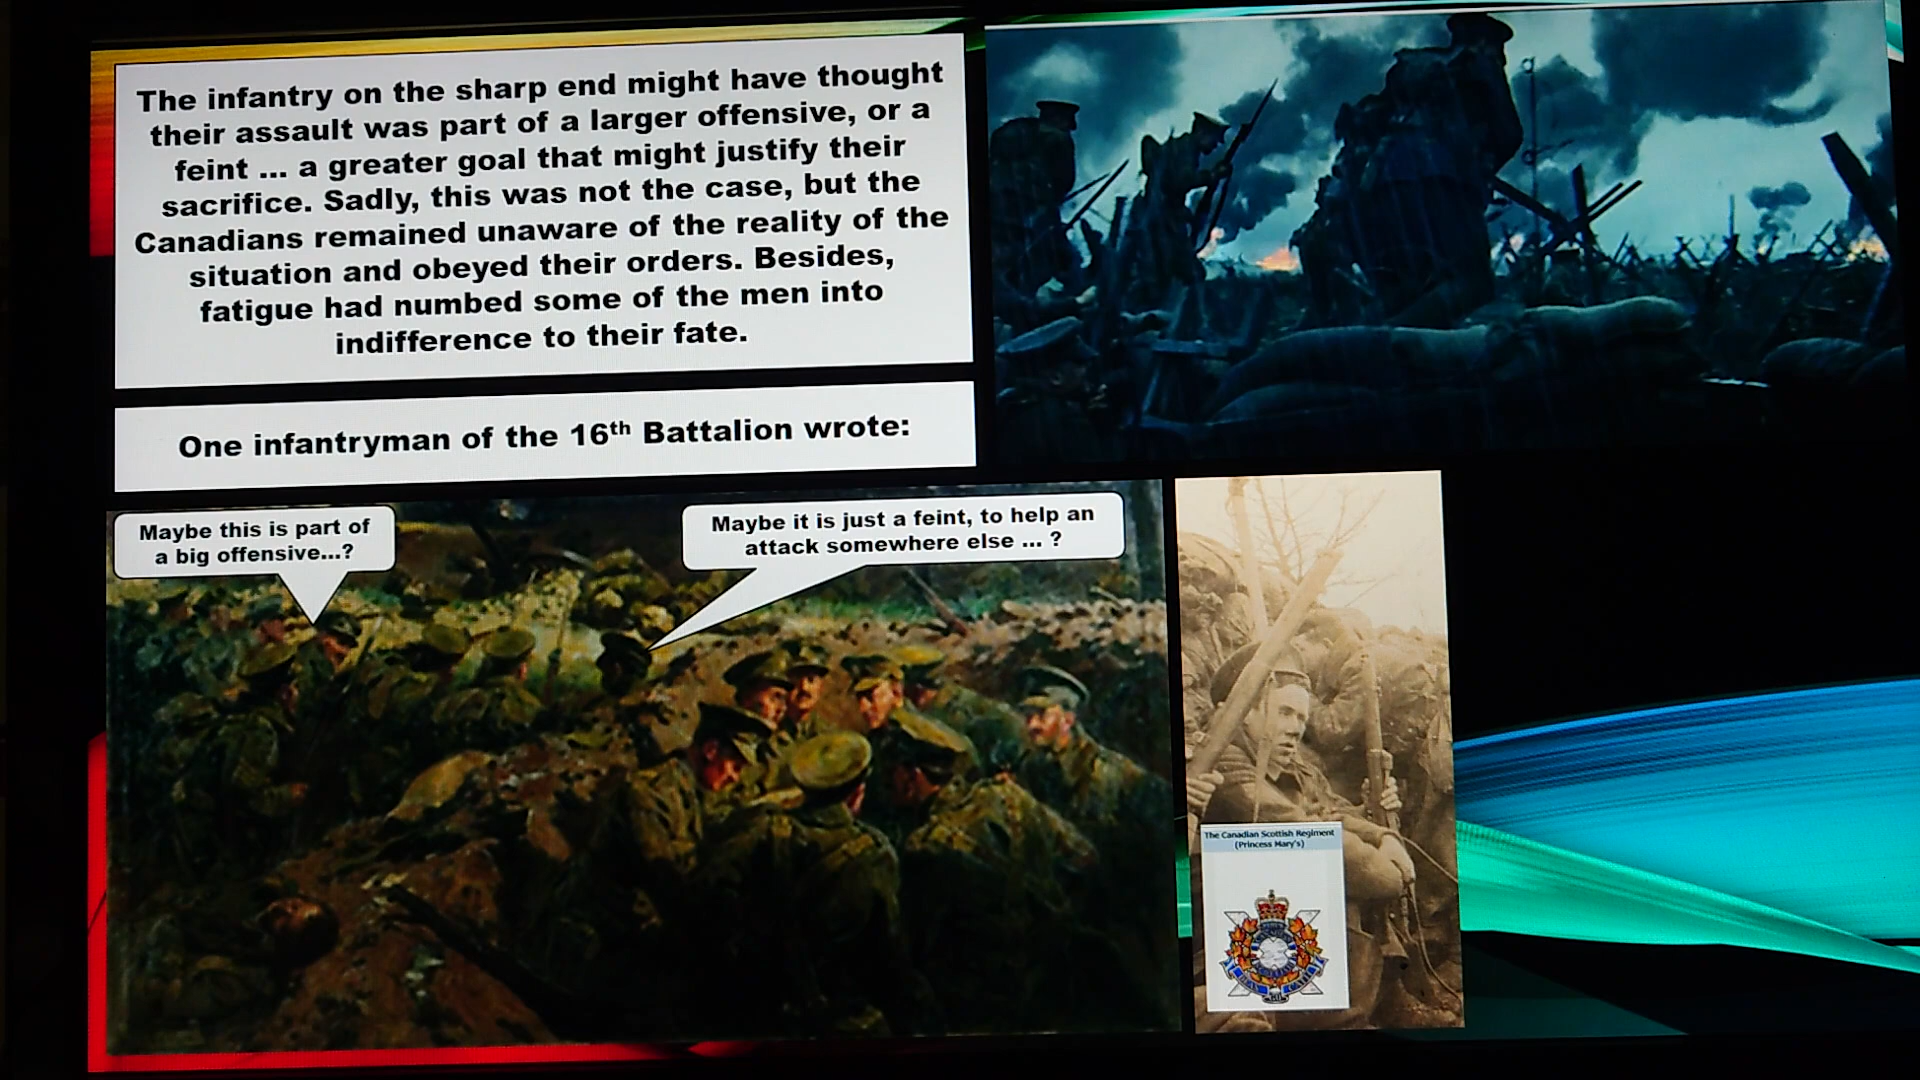 The infantry on the sharp end might have thought
their assault was part of a larger offensive, or a
feint ... a greater goal that might justify their
sacrifice. Sadly, this was not the case, but the
Canadians remained unaware of the reality of the
situation and obeyed their orders. Besides,
fatigue had numbed some of the men into
indifference to their fate.
One infantryman of the 16th Battalion wrote:
Maybe this is part of
a big offensive...?
Maybe it is just a feint, to help an
attack somewhere else ... ?
The Canadian Scottish Regiment
(Princess Mary's)